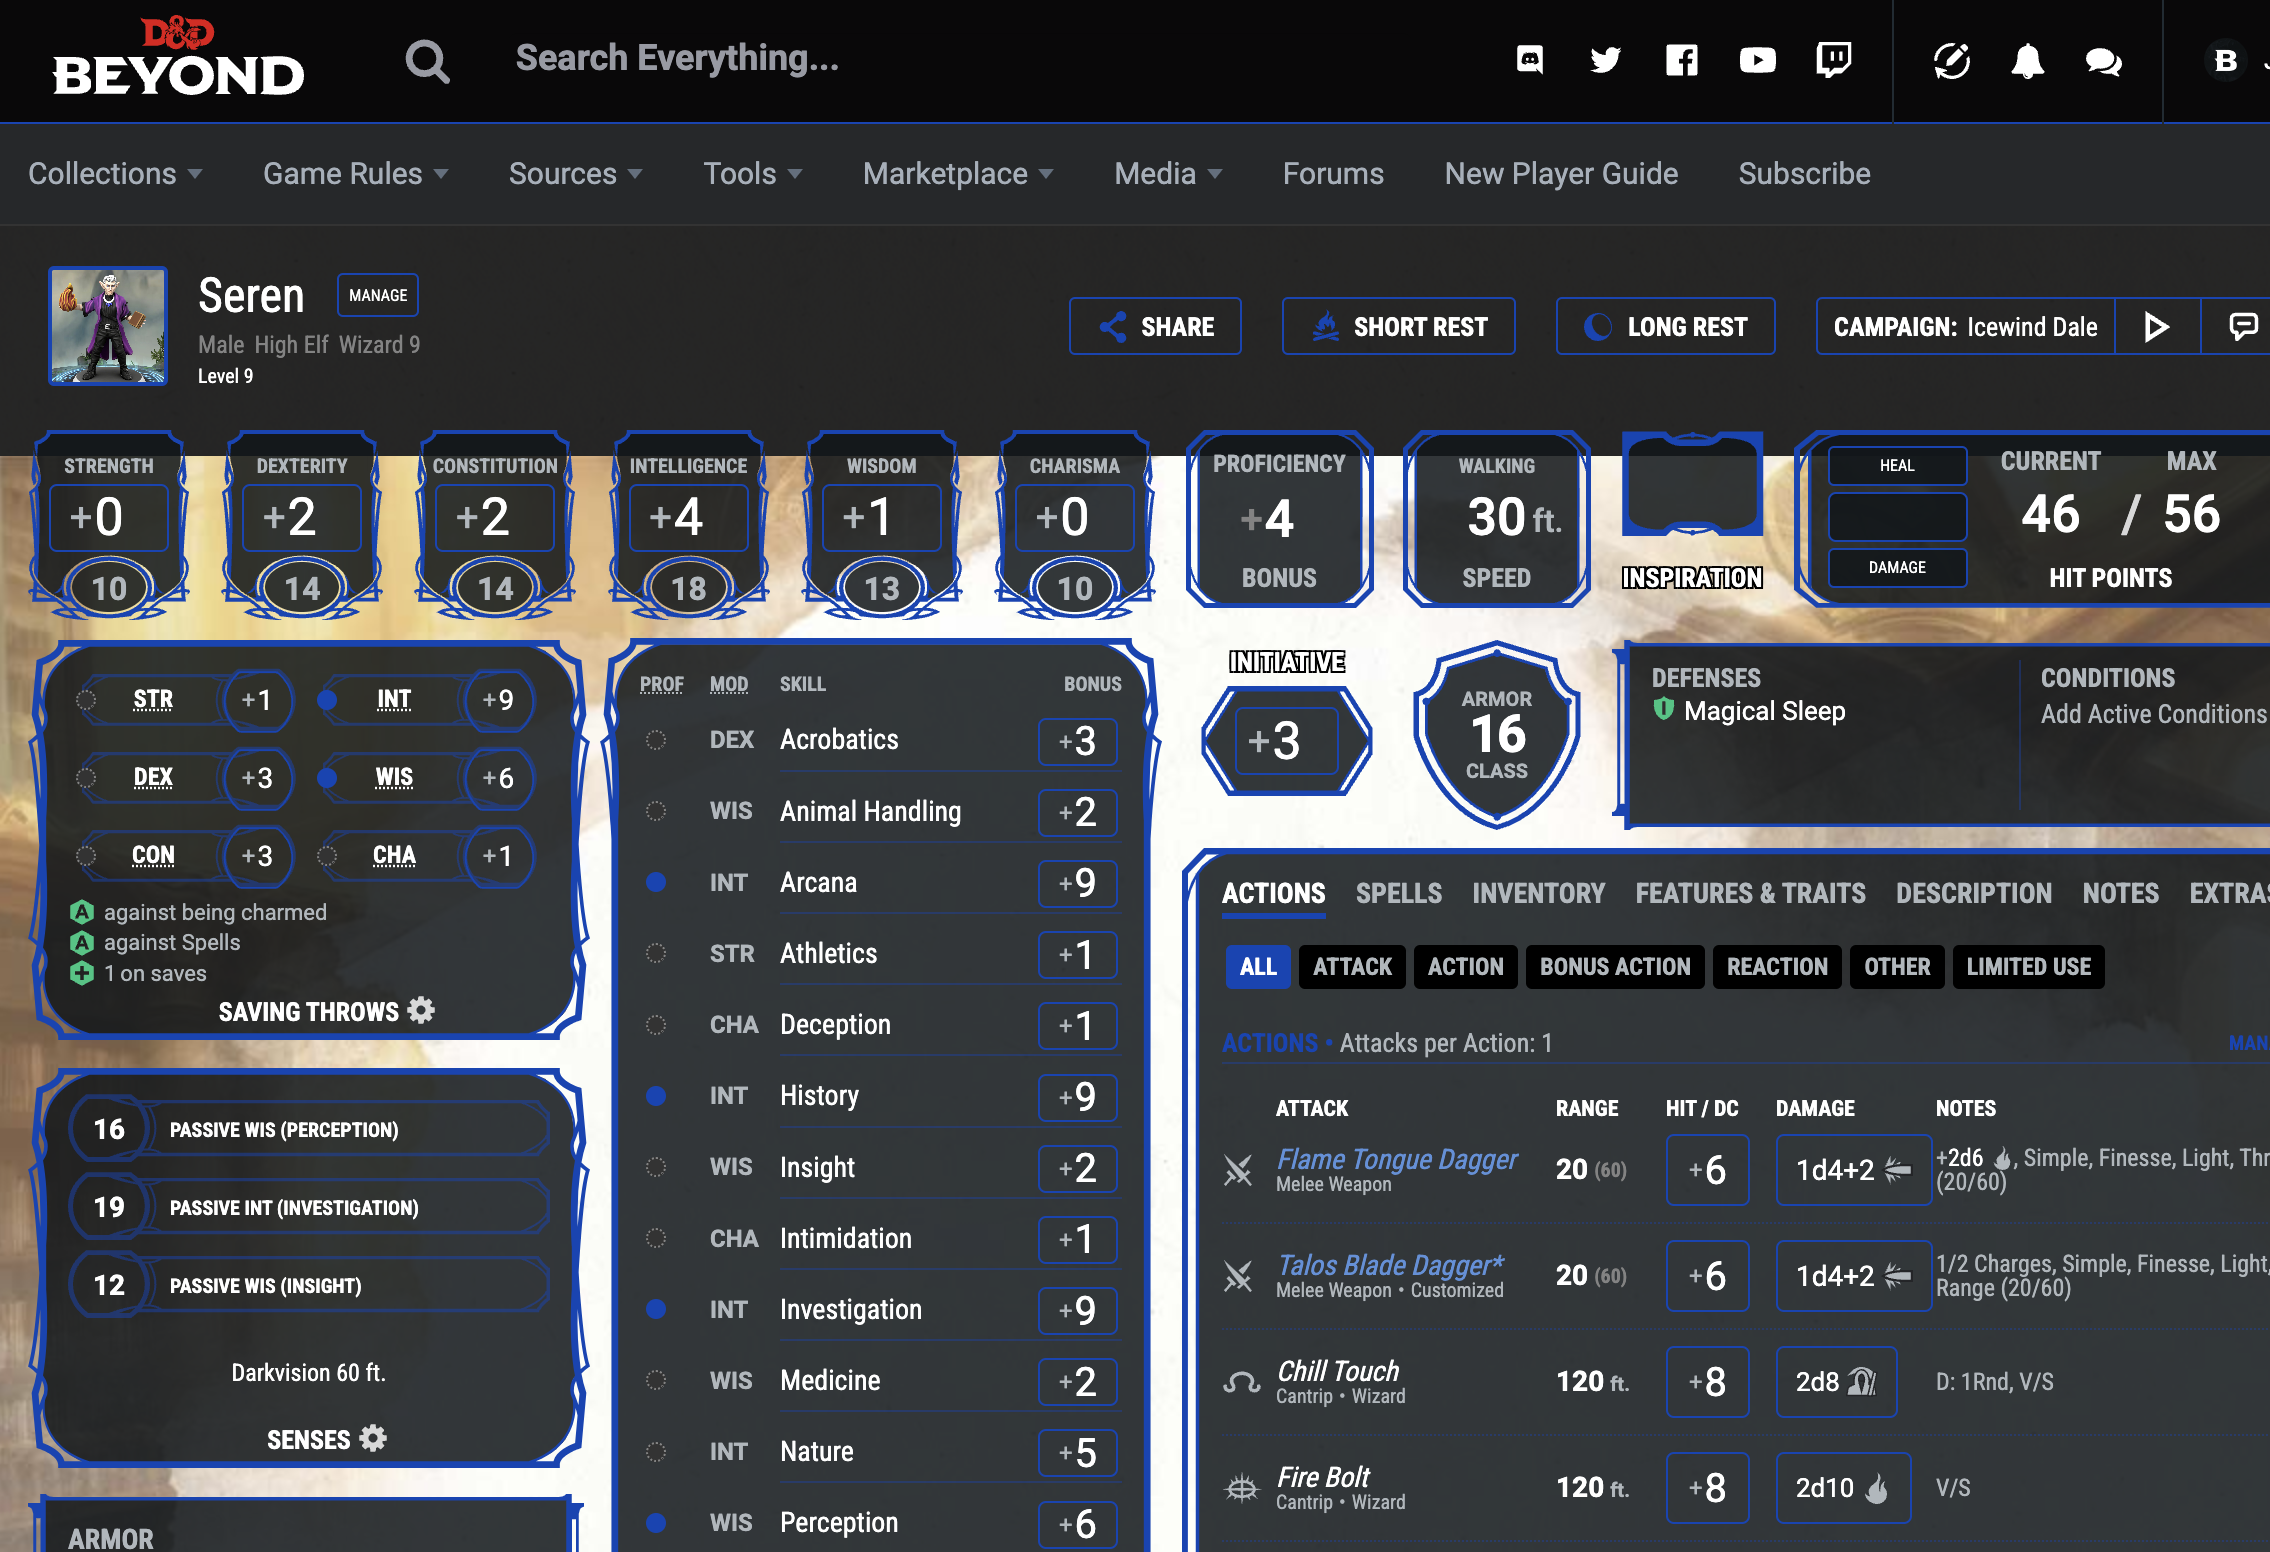 D&D
BEYOND
Search Everything...
B
Collections
Game Rules
Sources
Tools
Marketplace
Media
Forums
New Player Guide
Subscribe
Seren
MANAGE
Male High Elf Wizard 9
Level 9
SHARE
SHORT REST
LONG REST
CAMPAIGN: Icewind Dale
STRENGTH
+0
10
DEXTERITY
+2
14
CONSTITUTION
+2
14
INTELLIGENCE
+4
18
WISDOM
+1
13
CHARISMA
+0
10
PROFICIENCY
+4
BONUS
WALKING
30 ft.
SPEED
INSPIRATION
HEAL
DAMAGE
CURRENT
MAX
46 / 56
HIT POINTS
STR +1
INT +9
DEX +3
WIS +6
CON +3
CHA +1
A against being charmed
A against Spells
1 on saves
SAVING THROWS
16 PASSIVE WIS (PERCEPTION)
19 PASSIVE INT (INVESTIGATION)
12 PASSIVE WIS (INSIGHT)
Darkvision 60 ft.
SENSES
ARMOR
PROF MOD SKILL BONUS
DEX Acrobatics +3
WIS Animal Handling +2
INT Arcana +9
STR Athletics +1
CHA Deception +1
INT History +9
WIS Insight +2
CHA Intimidation +1
INT Investigation +9
WIS Medicine +2
INT Nature +5
WIS Perception +6
INITIATIVE
+3
ARMOR
16
CLASS
DEFENSES
Magical Sleep
CONDITIONS
Add Active Conditions
ACTIONS SPELLS INVENTORY FEATURES & TRAITS DESCRIPTION NOTES EXTRAS
ALL ATTACK ACTION BONUS ACTION REACTION OTHER LIMITED USE
ACTIONS • Attacks per Action: 1
MAN
ATTACK RANGE HIT / DC DAMAGE NOTES
Flame Tongue Dagger
Melee Weapon
20 (60)
+6
1d4+2
+2d6 , Simple, Finesse, Light, Thr
(20/60)
Talos Blade Dagger*
Melee Weapon • Customized
20 (60)
+6
1d4+2
1/2 Charges, Simple, Finesse, Light,
Range (20/60)
Chill Touch
Cantrip • Wizard
120 ft.
+8
2d8
D: 1Rnd, V/S
Fire Bolt
Cantrip • Wizard
120 ft.
+8
2d10
V/S